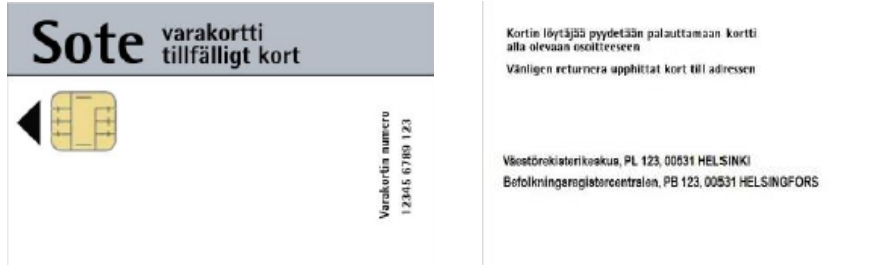 Sote varakortti
tillfälligt kort
Varakortin numero
12345 6789 123
Kortin löytäjää pyydetään palauttamaan kortti
alla olevaan osoitteeseen
Vänligen returnera upphittat kort till adressen
Väestörekisterikeskus, PL 123, 00531 HELSINKI
Befolkningsregistercentralen, PB 123, 00531 HELSINGFORS